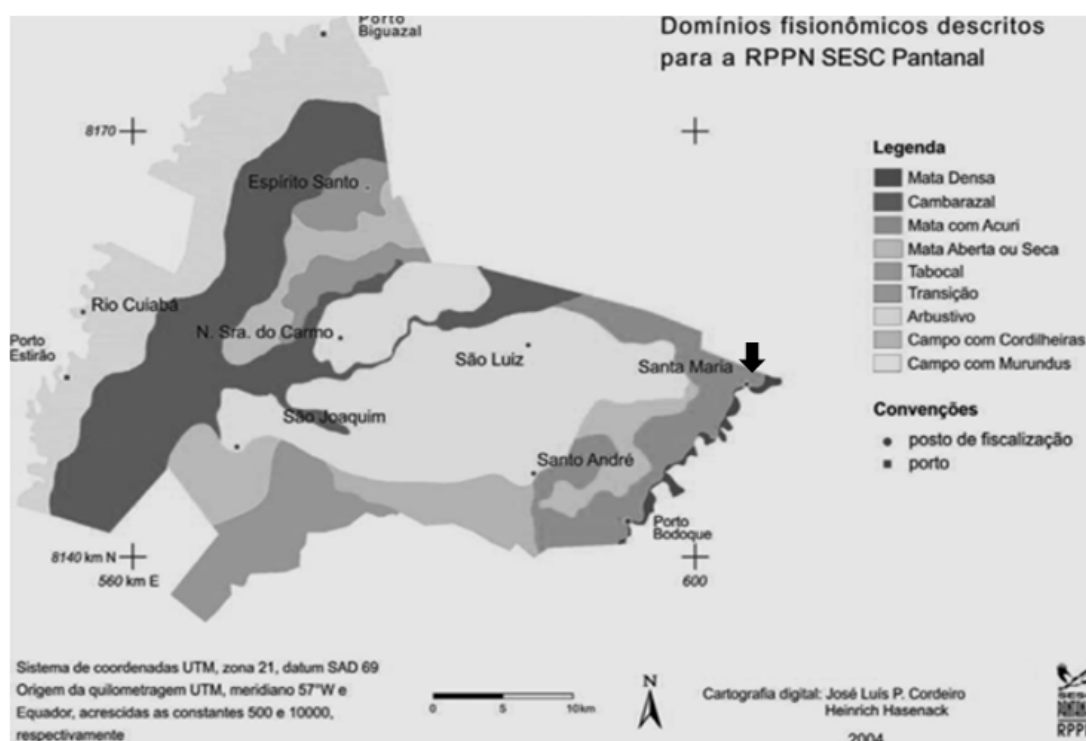 Porto
Biguazal
Domínios fisionômicos descritos
para a RPPN SESC Pantanal
8170
Legenda
Mata Densa
Cambarazal
Mata com Acuri
Mata Aberta ou Seca
Tabocal
Transição
Arbustivo
Campo com Cordilheiras
Campo com Murundus
Convenções
posto de fiscalização
porto
Espírito Santo
Rio Cuiabá
N. Sra. do Carmo
Porto
Estirão
São Luiz
Santa Maria
São Joaquim
Santo André
Porto
Bodoque
8140 km N
560 km E
600
Sistema de coordenadas UTM, zona 21, datum SAD 69
Origem da quilometragem UTM, meridiano 57°W e
Equador, acrescidas as constantes 500 e 10000,
respectivamente
0 5 10km
N
Cartografia digital: José Luís P. Cordeiro
Heinrich Hasenack
2004
SESC
RPPN